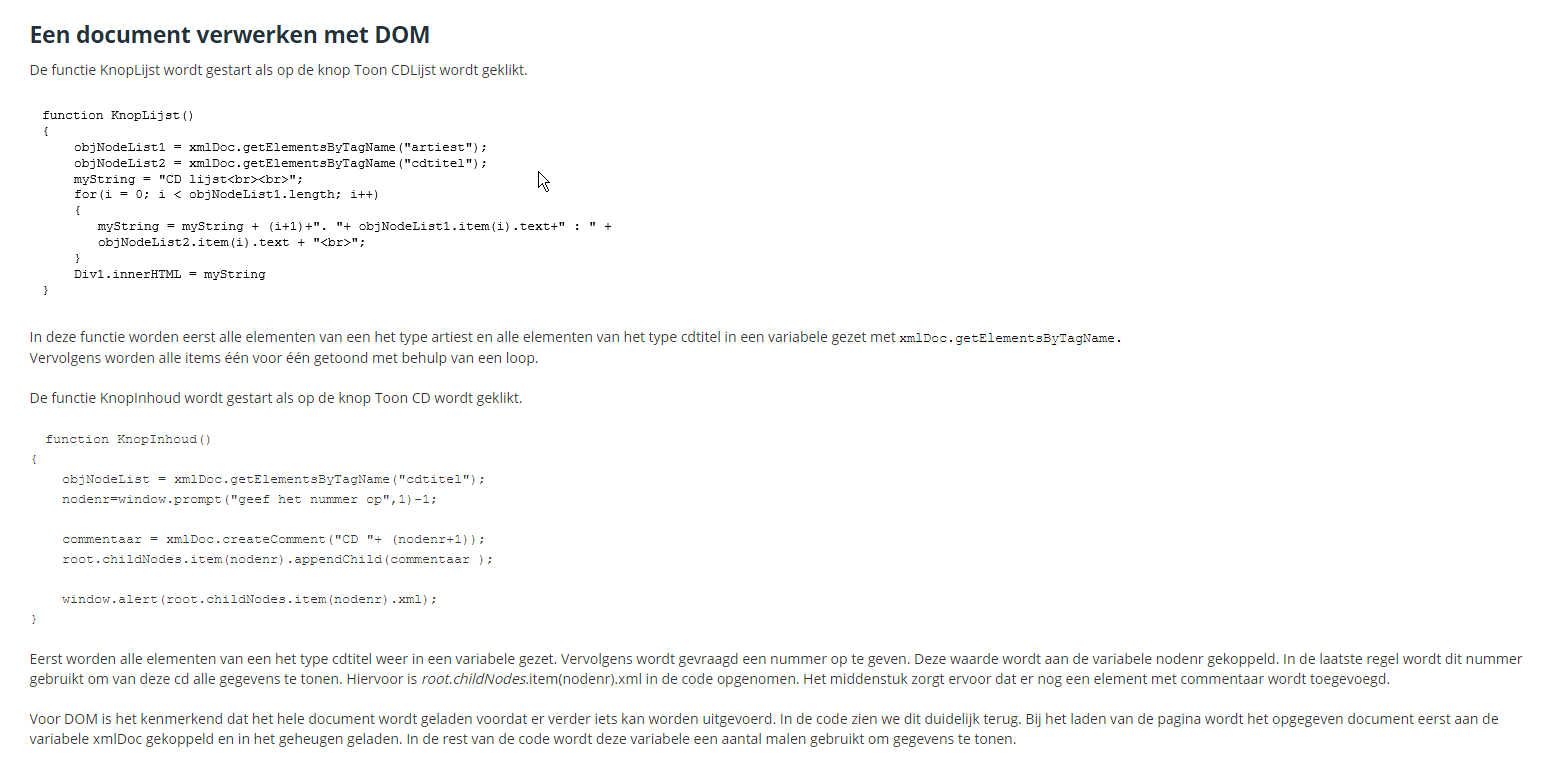 Een document verwerken met DOM
De functie KnopLijst wordt gestart als op de knop Toon CDLijst wordt geklikt.
function KnopLijst()
{
objNodeList1 = xmlDoc.getElementsByTagName("artiest");
objNodeList2 = xmlDoc.getElementsByTagName("cdtitel");
myString = "CD lijst<br><br>";
for(i = 0; i < objNodeList1.length; i++)
{
myString = myString + (i+1)+". "+ objNodeList1.item(i).text+" : " +
objNodeList2.item(i).text + "<br>";
}
Div1.innerHTML = myString
}
In deze functie worden eerst alle elementen van een het type artiest en alle elementen van het type cdtitel in een variabele gezet met xmlDoc.getElementsByTagName.
Vervolgens worden alle items één voor één getoond met behulp van een loop.
De functie KnopInhoud wordt gestart als op de knop Toon CD wordt geklikt.
function KnopInhoud()
{
objNodeList = xmlDoc.getElementsByTagName("cdtitel");
nodenr=window.prompt("geef het nummer op",1)-1;
commentaar = xmlDoc.createComment("CD "+ (nodenr+1));
root.childNodes.item(nodenr).appendChild(commentaar );
window.alert(root.childNodes.item(nodenr).xml);
}
Eerst worden alle elementen van een het type cdtitel weer in een variabele gezet. Vervolgens wordt gevraagd een nummer op te geven. Deze waarde wordt aan de variabele nodenr gekoppeld. In de laatste regel wordt dit nummer
gebruikt om van deze cd alle gegevens te tonen. Hiervoor is root.childNodes.item(nodenr).xml in de code opgenomen. Het middenstuk zorgt ervoor dat er nog een element met commentaar wordt toegevoegd.
Voor DOM is het kenmerkend dat het hele document wordt geladen voordat er verder iets kan worden uitgevoerd. In de code zien we dit duidelijk terug. Bij het laden van de pagina wordt het opgegeven document eerst aan de
variabele xmlDoc gekoppeld en in het geheugen geladen. In de rest van de code wordt deze variabele een aantal malen gebruikt om gegevens te tonen.